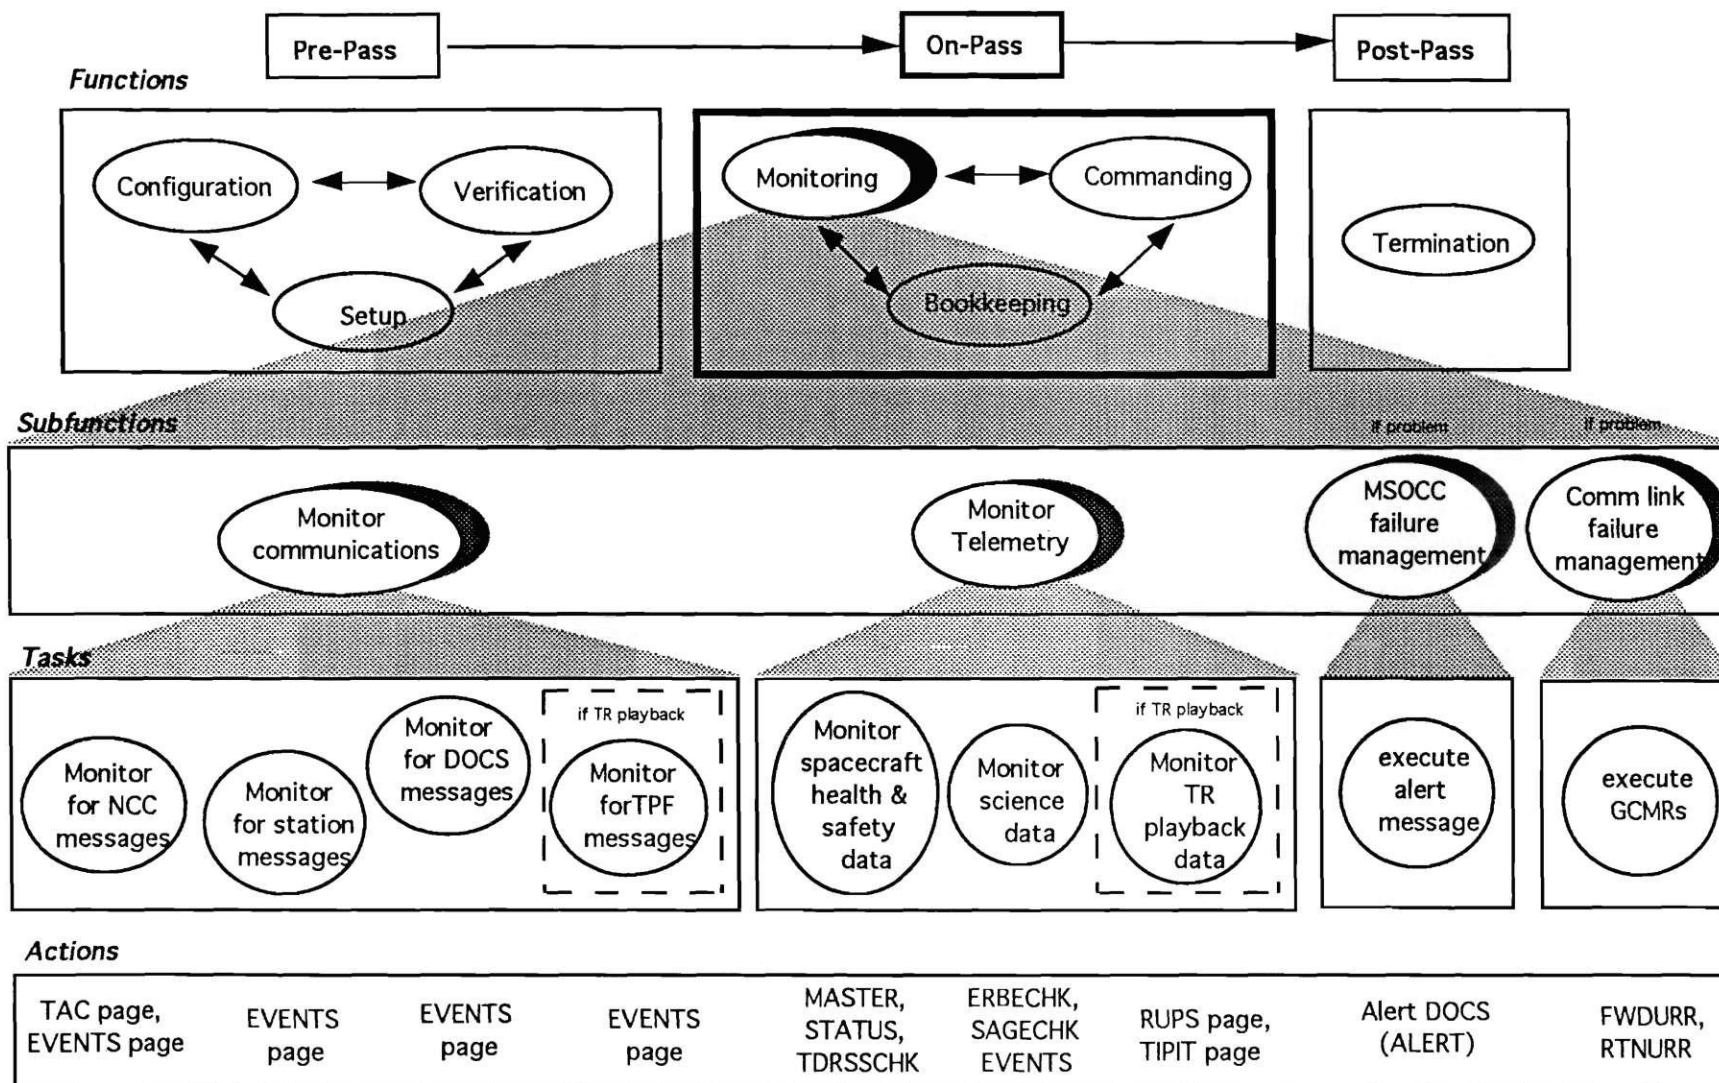 Pre-Pass
On-Pass
Post-Pass
Functions
Configuration
Verification
Setup
Monitoring
Commanding
Bookkeeping
Termination
Subfunctions
if problem
if problem
Monitor
communications
Monitor
Telemetry
MSOCC
failure
management
Comm link
failure
management
Tasks
Monitor
for NCC
messages
Monitor
for station
messages
Monitor
for DOCS
messages
if TR playback
Monitor
forTPF
messages
Monitor
spacecraft
health &
safety
data
Monitor
science
data
if TR playback
Monitor
TR
playback
data
execute
alert
message
execute
GCMRs
Actions
TAC page,
EVENTS page
EVENTS
page
EVENTS
page
EVENTS
page
MASTER,
STATUS,
TDRSSCHK
ERBECHK,
SAGECHK
EVENTS
RUPS page,
TIPIT page
Alert DOCS
(ALERT)
FWDURR,
RTNURR